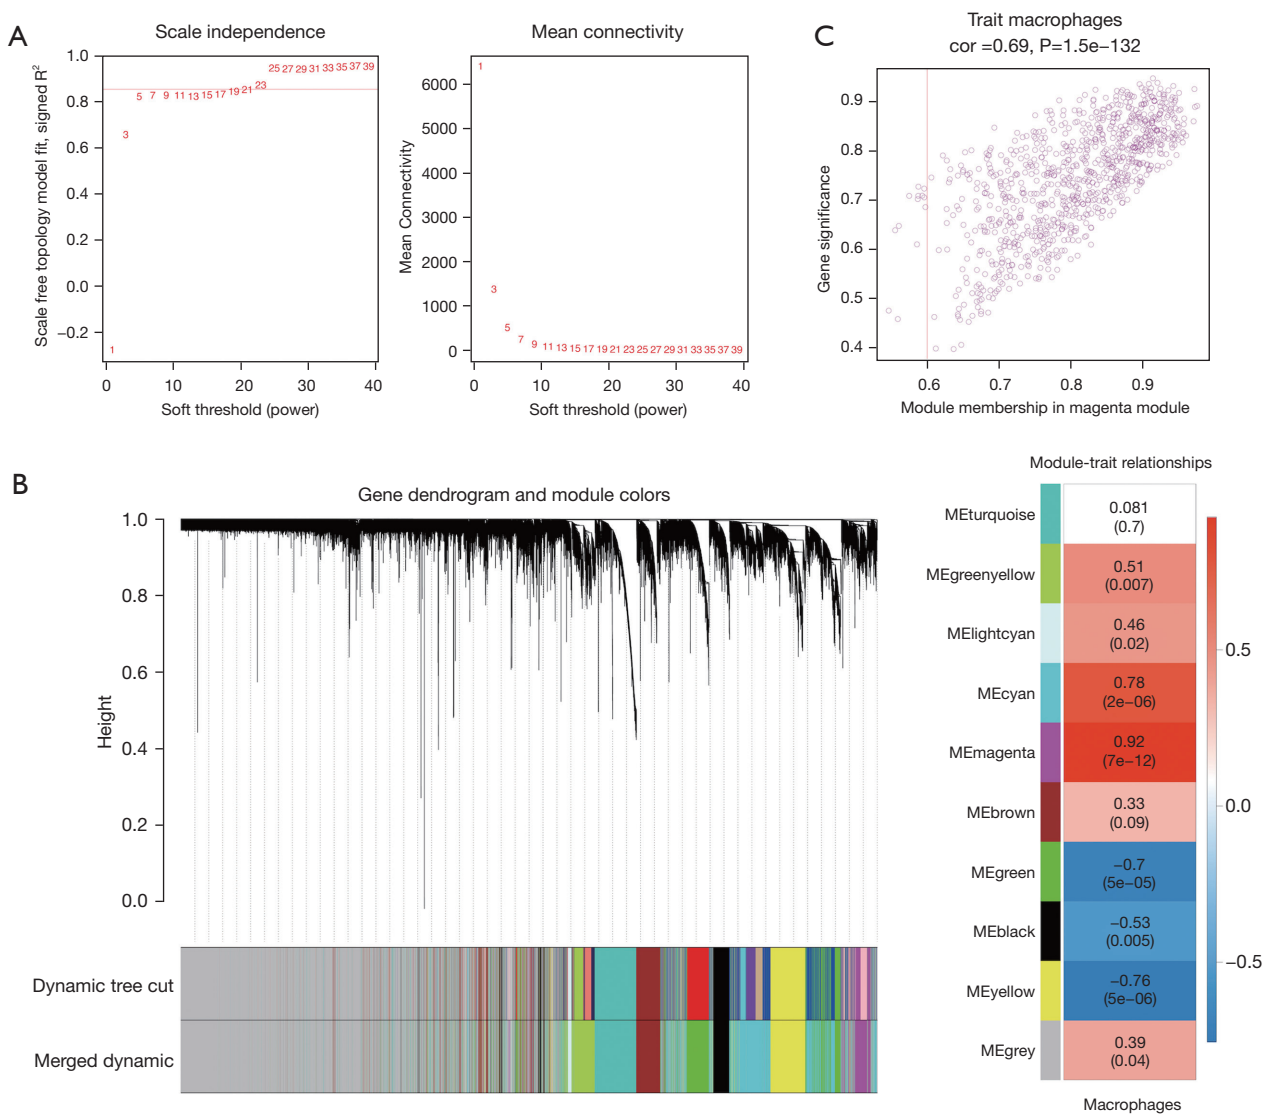 A
Scale independence
Scale free topology model fit, signed R²
1.0
0.8
0.6
0.4
0.2
0.0
−0.2
1
3
5 7 9 11 13 15 17 19 21 23
25 27 29 31 33 35 37 39
0 10 20 30 40
Soft threshold (power)
Mean connectivity
Mean Connectivity
6000
5000
4000
3000
2000
1000
0
1
3
5
7
9 11 13 15 17 19 21 23 25 27 29 31 33 35 37 39
0 10 20 30 40
Soft threshold (power)
C
Trait macrophages
cor =0.69, P=1.5e−132
Gene significance
0.9
0.8
0.7
0.6
0.5
0.4
0.6 0.7 0.8 0.9
Module membership in magenta module
B
Gene dendrogram and module colors
Height
1.0
0.8
0.6
0.4
0.2
0.0
Dynamic tree cut
Merged dynamic
Module-trait relationships
MEturquoise
0.081
(0.7)
MEgreenyellow
0.51
(0.007)
MElightcyan
0.46
(0.02)
MEcyan
0.78
(2e−06)
MEmagenta
0.92
(7e−12)
MEbrown
0.33
(0.09)
MEgreen
−0.7
(5e−05)
MEblack
−0.53
(0.005)
MEyellow
−0.76
(5e−06)
MEgrey
0.39
(0.04)
Macrophages
0.5
0.0
−0.5